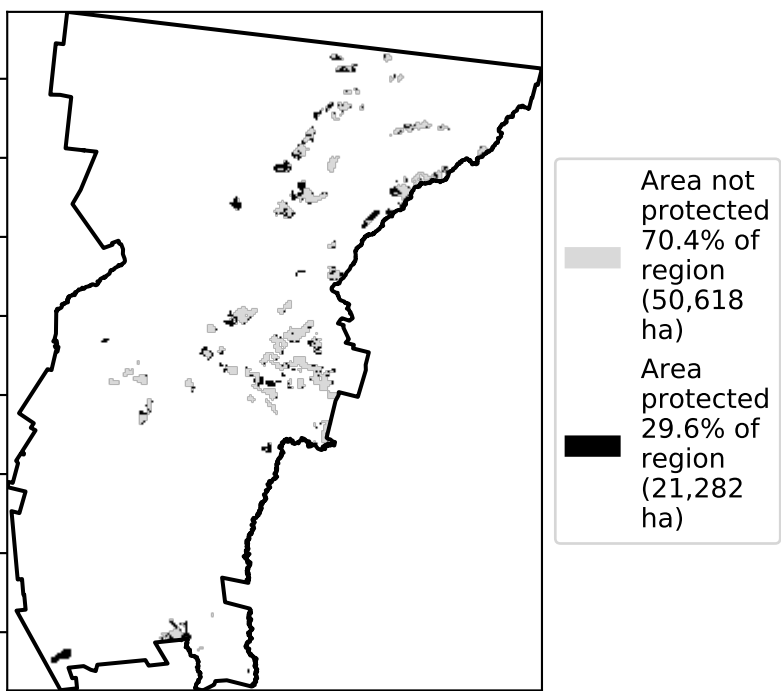 Area not
protected
70.4% of
region
(50,618
ha)
Area
protected
29.6% of
region
(21,282
ha)